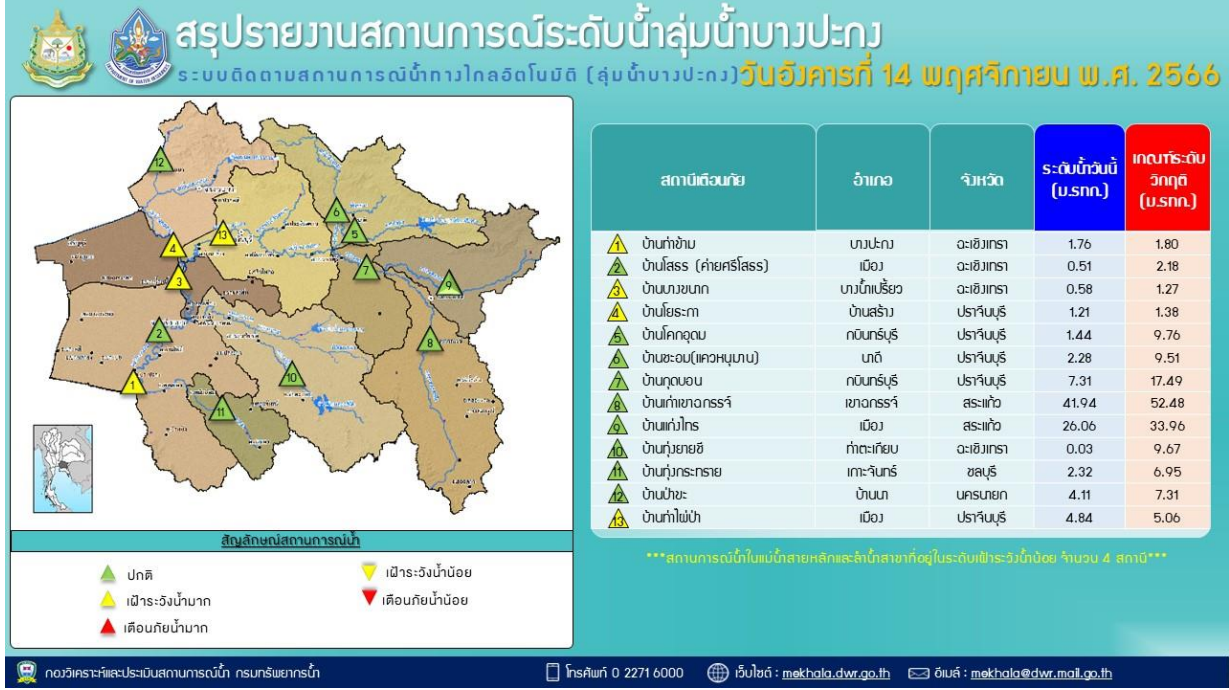 สรุปรายงานสถานการณ์ระดับน้ำลุ่มน้ำบางปะกง
ระบบติดตามสถานการณ์น้ำทางไกลอัตโนมัติ (ลุ่มน้ำบางปะกง)วันอังคารที่ 14 พฤศจิกายน พ.ศ. 2566
12
13
4
3
2
1
11
10
6
5
7
9
8
สัญลักษณ์สถานการณ์น้ำ
ปกติ
เฝ้าระวังน้ำน้อย
เฝ้าระวังน้ำมาก
เตือนภัยน้ำน้อย
เตือนภัยน้ำมาก
สถานีเตือนภัย อำเภอ จังหวัด ระดับน้ำวันนี้ (ม.รทก.) เกณฑ์ระดับวิกฤติ (ม.รทก.)
1 บ้านท่าข้าม บางปะกง ฉะเชิงเทรา 1.76 1.80
2 บ้านโสธร (ค่ายศรีโสธร) เมือง ฉะเชิงเทรา 0.51 2.18
3 บ้านบางขนาก บางน้ำเปรี้ยว ฉะเชิงเทรา 0.58 1.27
4 บ้านโยธะกา บ้านสร้าง ปราจีนบุรี 1.21 1.38
5 บ้านโคกอุดม กบินทร์บุรี ปราจีนบุรี 1.44 9.76
6 บ้านชะอม(แควหนุมาน) นาดี ปราจีนบุรี 2.28 9.51
7 บ้านกุดบอน กบินทร์บุรี ปราจีนบุรี 7.31 17.49
8 บ้านเก่าเขาฉกรรจ์ เขาฉกรรจ์ สระแก้ว 41.94 52.48
9 บ้านแก่งไทร เมือง สระแก้ว 26.06 33.96
10 บ้านทุ่งยายชี ท่าตะเกียบ ฉะเชิงเทรา 0.03 9.67
11 บ้านทุ่งกระทราย เกาะจันทร์ ชลบุรี 2.32 6.95
12 บ้านป่าขะ บ้านนา นครนายก 4.11 7.31
13 บ้านท่าไผ่ป่า เมือง ปราจีนบุรี 4.84 5.06
***สถานการณ์น้ำในแม่น้ำสายหลักและลำน้ำสาขาที่อยู่ในระดับเฝ้าระวังน้ำน้อย จำนวน 4 สถานี***
กองวิเคราะห์และประเมินสถานการณ์น้ำ กรมทรัพยากรน้ำ
โทรศัพท์ 0 2271 6000
เว็บไซต์ : mekhala.dwr.go.th
อีเมล์ : mekhala@dwr.mail.go.th